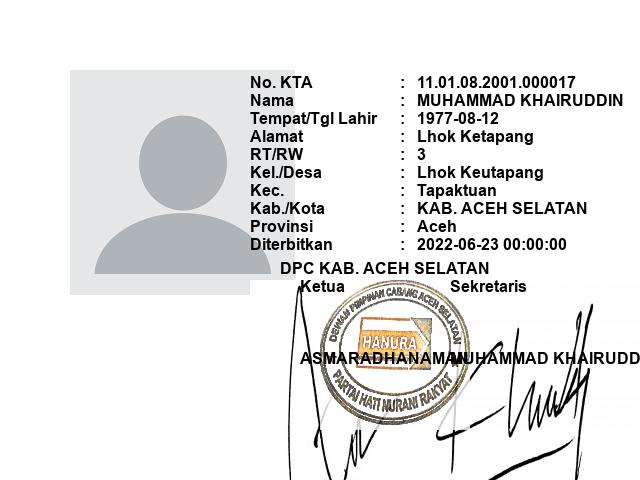 No. KTA : 11.01.08.2001.000017
Nama : MUHAMMAD KHAIRUDDIN
Tempat/Tgl Lahir : 1977-08-12
Alamat : Lhok Ketapang
RT/RW : 3
Kel./Desa : Lhok Keutapang
Kec. : Tapaktuan
Kab./Kota : KAB. ACEH SELATAN
Provinsi : Aceh
Diterbitkan : 2022-06-23 00:00:00
DPC KAB. ACEH SELATAN
Ketua Sekretaris
DEWAN PIMPINAN CABANG ACEH SELATAN
HANURA
ASMARADHANAMAN MUHAMMAD KHAIRUDD
PARTAI HATI NURANI RAKYAT